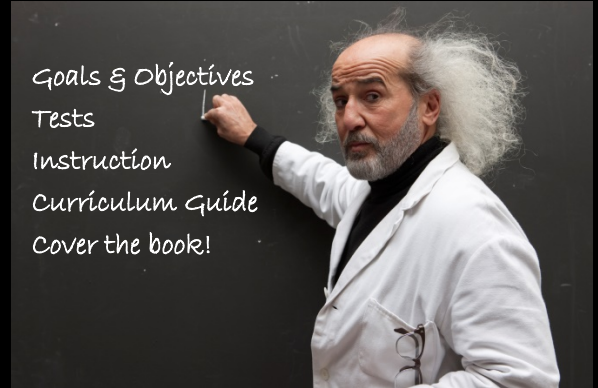 Goals & Objectives
Tests
Instruction
Curriculum Guide
Cover the book!